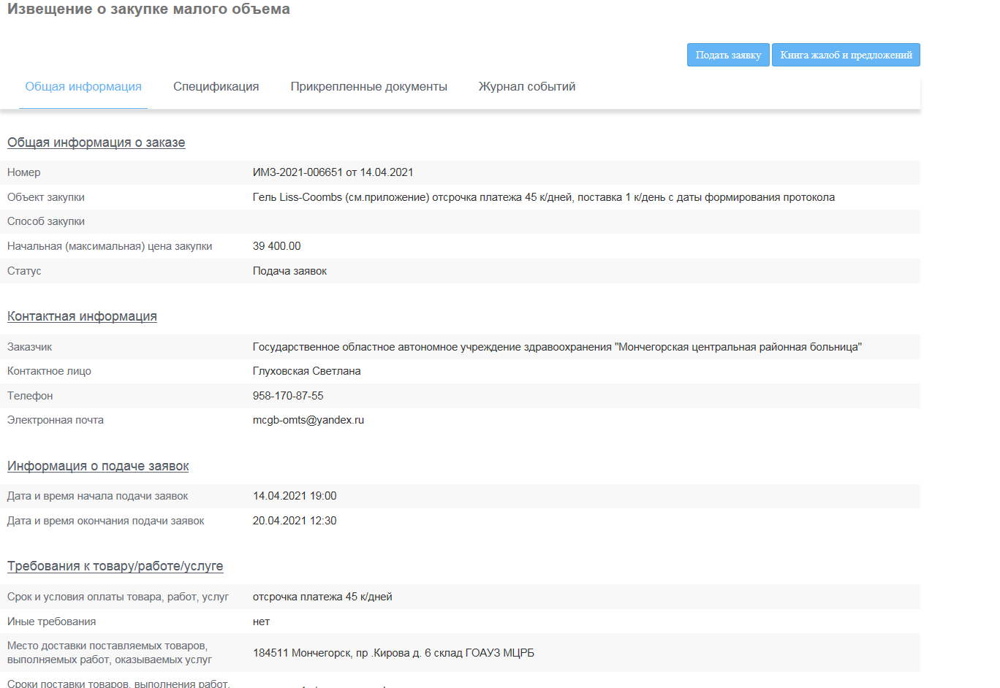 Извещение о закупке малого объема
Подать заявку Книга жалоб и предложений
Общая информация Спецификация Прикрепленные документы Журнал событий
Общая информация о заказе
Номер ИМЗ-2021-006651 от 14.04.2021
Объект закупки Гель Liss-Coombs (см.приложение) отсрочка платежа 45 к/дней, поставка 1 к/день с даты формирования протокола
Способ закупки
Начальная (максимальная) цена закупки 39 400.00
Статус Подача заявок
Контактная информация
Заказчик Государственное областное автономное учреждение здравоохранения "Мончегорская центральная районная больница"
Контактное лицо Глуховская Светлана
Телефон 958-170-87-55
Электронная почта mcgb-omts@yandex.ru
Информация о подаче заявок
Дата и время начала подачи заявок 14.04.2021 19:00
Дата и время окончания подачи заявок 20.04.2021 12:30
Требования к товару/работе/услуге
Срок и условия оплаты товара, работ, услуг отсрочка платежа 45 к/дней
Иные требования нет
Место доставки поставляемых товаров,
выполняемых работ, оказываемых услуг 184511 Мончегорск, пр .Кирова д. 6 склад ГОАУЗ МЦРБ
Сроки поставки товаров, выполнения работ,